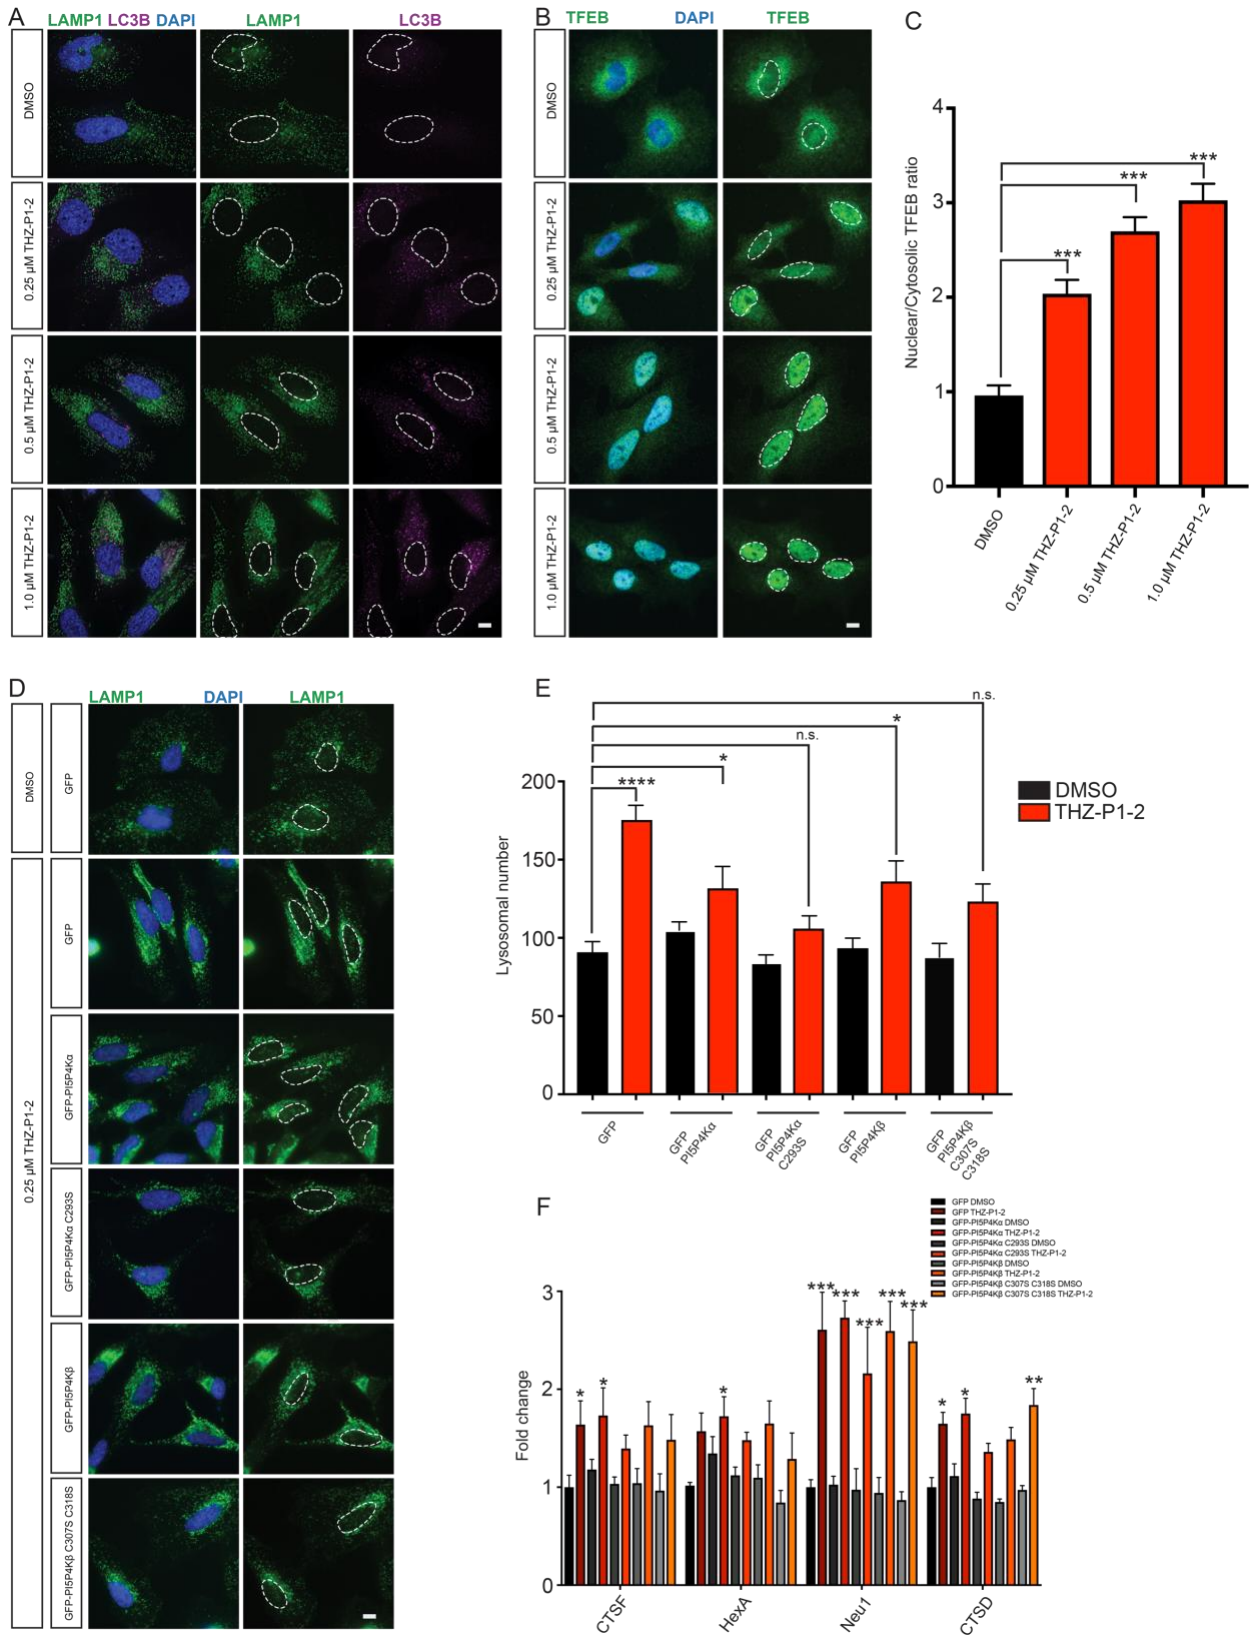 A
LAMP1 LC3B DAPI
LAMP1
LC3B
DMSO
0.25 µM THZ-P1-2
0.5 µM THZ-P1-2
1.0 µM THZ-P1-2
B
TFEB
DAPI
TFEB
DMSO
0.25 µM THZ-P1-2
0.5 µM THZ-P1-2
1.0 µM THZ-P1-2
C
Nuclear/Cytosolic TFEB ratio
4
3
2
1
0
***
***
***
DMSO
0.25 µM THZ-P1-2
0.5 µM THZ-P1-2
1.0 µM THZ-P1-2
D
LAMP1
DAPI
LAMP1
DMSO
0.25 µM THZ-P1-2
GFP
GFP
GFP-PI5P4Kα
GFP-PI5P4Kα C293S
GFP-PI5P4Kβ
GFP-PI5P4Kβ C307S C318S
E
Lysosomal number
200
150
100
50
0
****
*
n.s.
*
n.s.
DMSO
THZ-P1-2
GFP
GFP
PI5P4Kα
GFP
PI5P4Kα
C293S
GFP
PI5P4Kβ
GFP
PI5P4Kβ
C307S
C318S
F
GFP DMSO
GFP THZ-P1-2
GFP-PI5P4Kα DMSO
GFP-PI5P4Kα THZ-P1-2
GFP-PI5P4Kα C293S DMSO
GFP-PI5P4Kα C293S THZ-P1-2
GFP-PI5P4Kβ DMSO
GFP-PI5P4Kβ THZ-P1-2
GFP-PI5P4Kβ C307S C318S DMSO
GFP-PI5P4Kβ C307S C318S THZ-P1-2
Fold change
3
2
1
0
*
*
*
***
***
***
***
***
*
*
**
CTSF
HexA
Neu1
CTSD